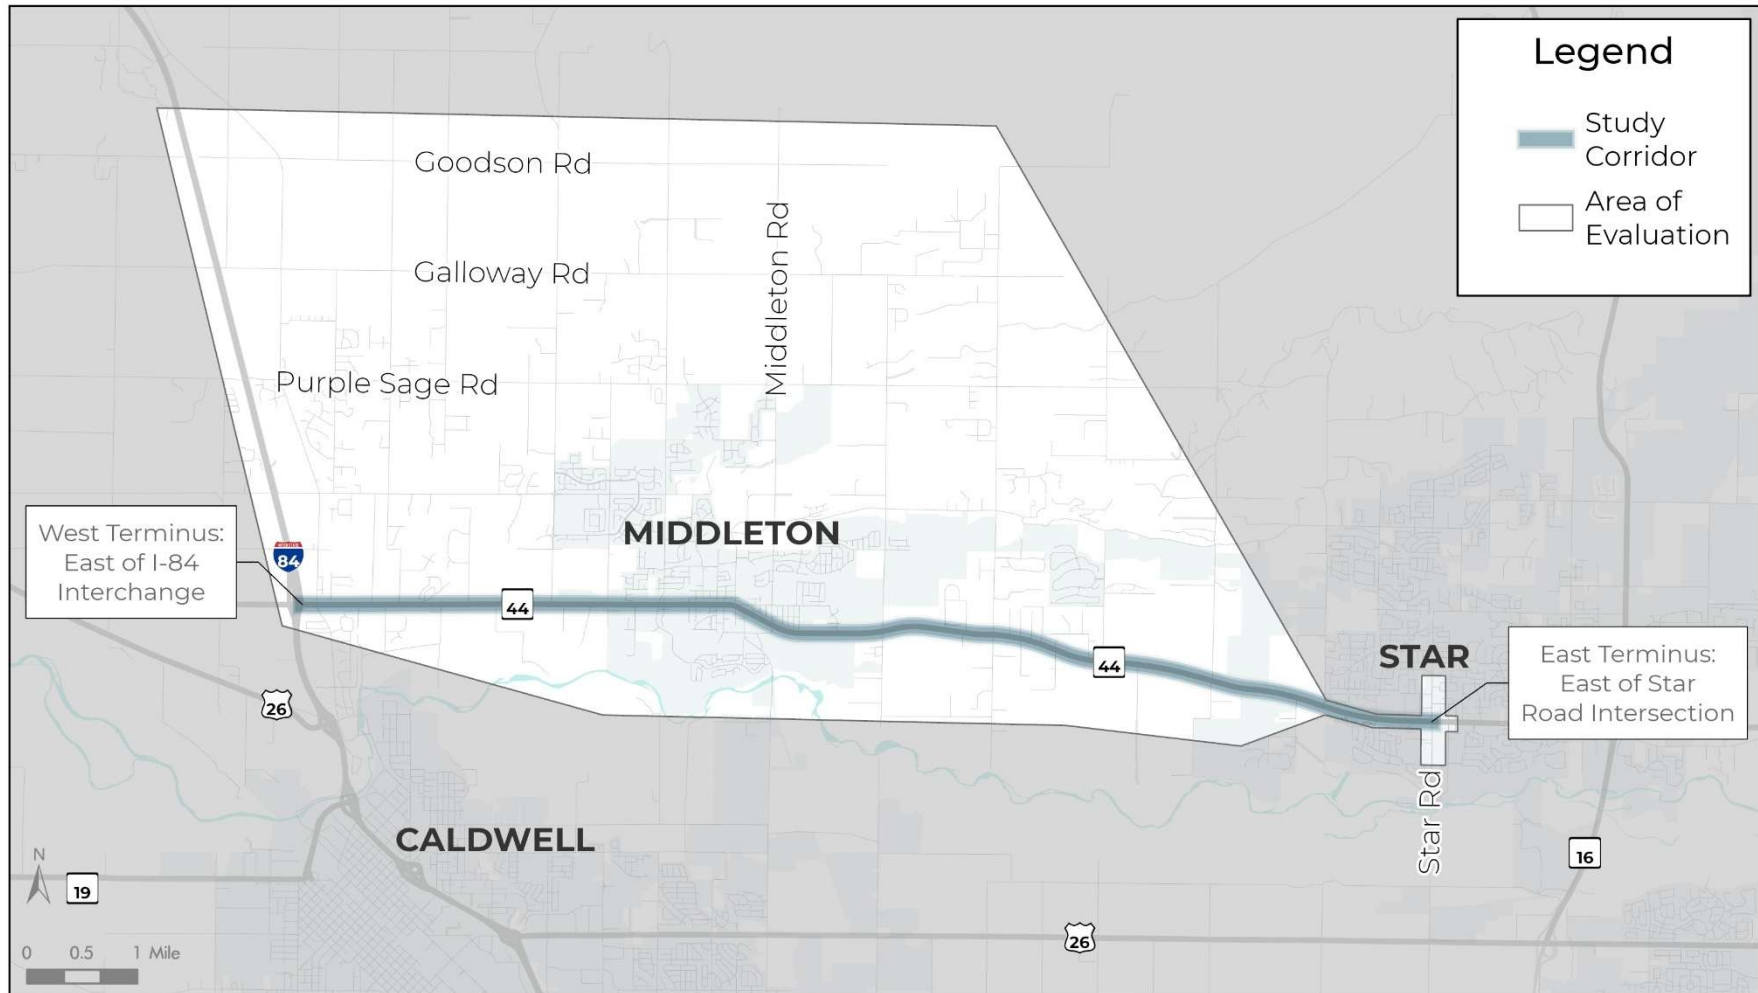 Legend
Study
Corridor
Area of
Evaluation
Goodson Rd
Galloway Rd
Middleton Rd
Purple Sage Rd
MIDDLETON
West Terminus:
East of I-84
Interchange
84
44
44
STAR
East Terminus:
East of Star
Road Intersection
26
Star Rd
CALDWELL
16
N
19
26
0 0.5 1 Mile